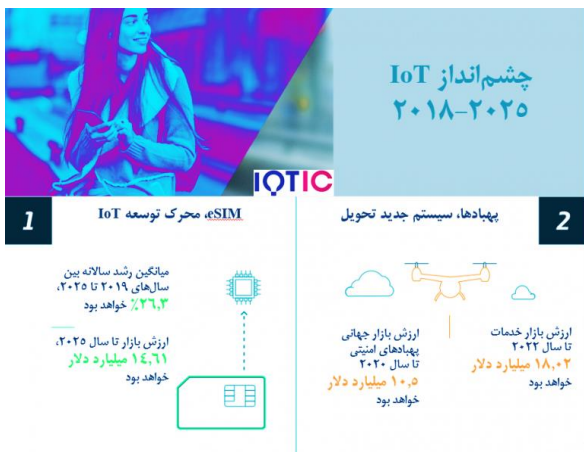 چشم‌انداز IoT
۲۰۱۸-۲۰۲۵
IOTIC
1
eSIM، محرک توسعه IoT
میانگین رشد سالانه بین
سال‌های ۲۰۱۹ تا ۲۰۲۵،
۲۶,۳٪ خواهد بود
ارزش بازار تا سال ۲۰۲۵،
۱۴,۶۱ میلیارد دلار
خواهد بود
2
پهپادها، سیستم جدید تحویل
ارزش بازار خدمات
تا سال ۲۰۲۲
۱۸,۰۲ میلیارد دلار
خواهد بود
ارزش بازار جهانی
پهپادهای امنیتی
تا سال ۲۰۲۰
۱۰,۵ میلیارد دلار
خواهد بود